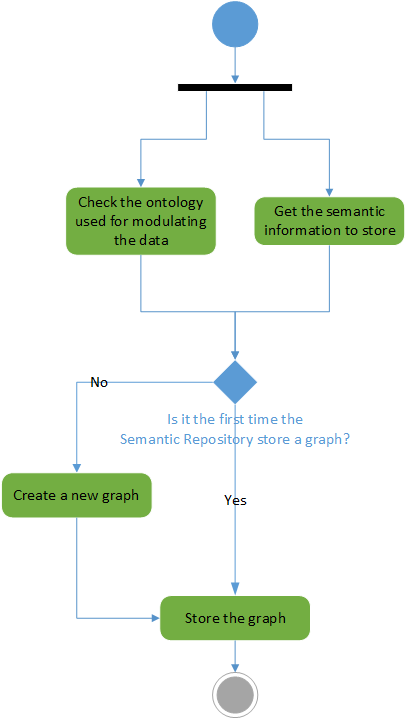 Check the ontology
used for modulating
the data
Get the semantic
information to store
No
Is it the first time the
Semantic Repository store a graph?
Create a new graph
Yes
Store the graph